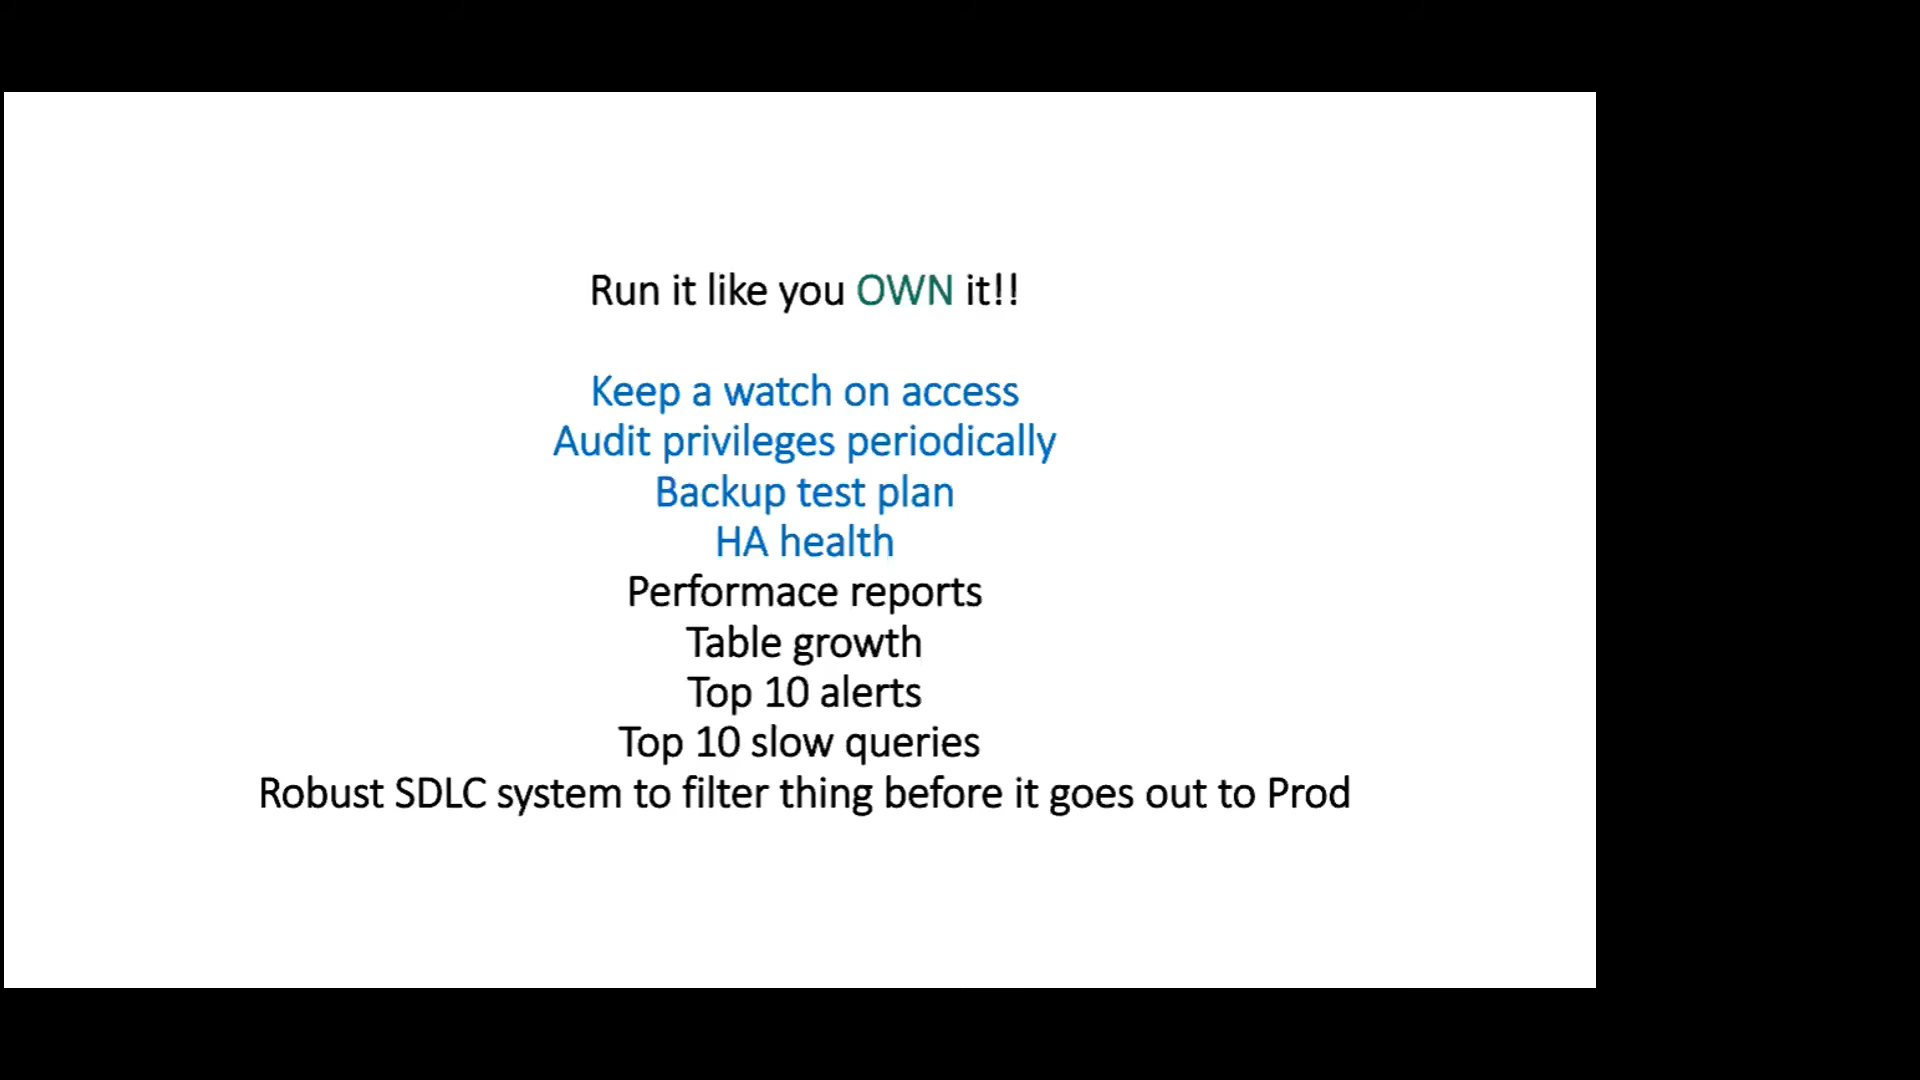 Run it like you OWN it!!
Keep a watch on access
Audit privileges periodically
Backup test plan
HA health
Performace reports
Table growth
Top 10 alerts
Top 10 slow queries
Robust SDLC system to filter thing before it goes out to Prod